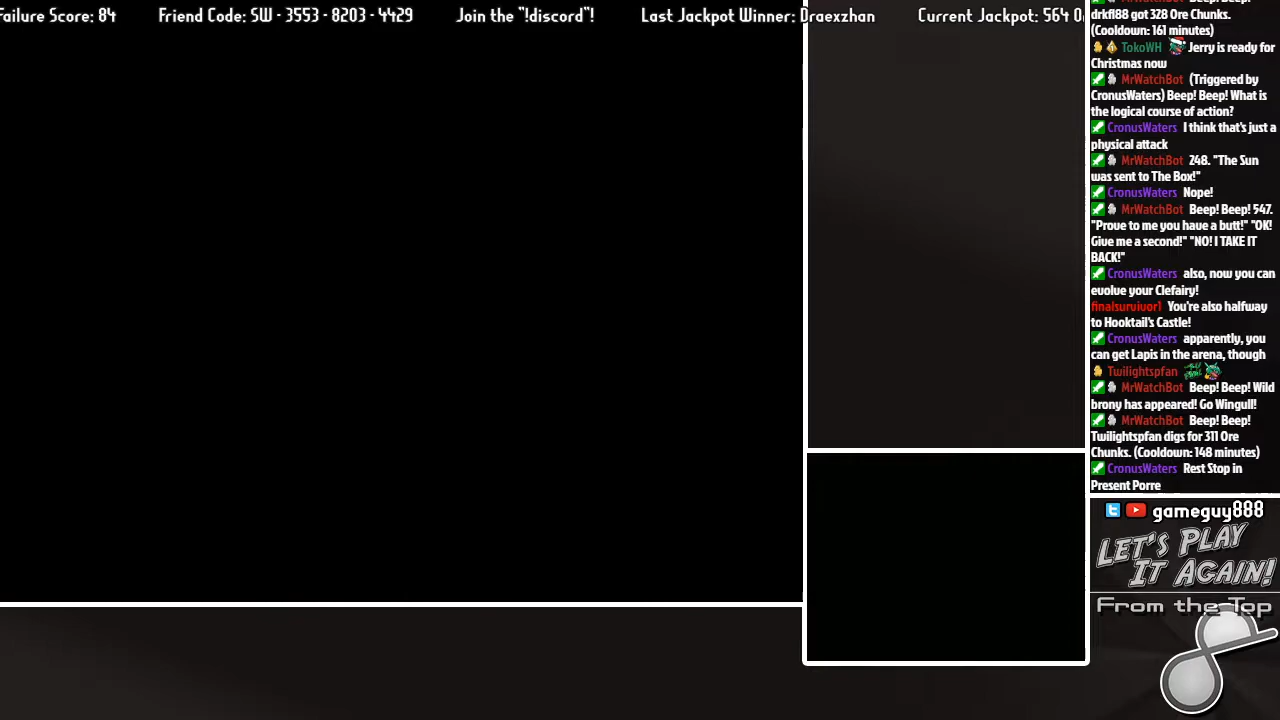 Failure Score: 84 Friend Code: SW - 3553 - 8203 - 4429 Join the "!discord"! Last Jackpot Winner: Draexzhan Current Jackpot: 564 O
drkfl88 got 328 Ore Chunks.
(Cooldown: 161 minutes)
TokoWH Jerry is ready for
Christmas now
MrWatchBot (Triggered by
CronusWaters) Beep! Beep! What is
the logical course of action?
CronusWaters I think that's just a
physical attack
MrWatchBot 248. "The Sun
was sent to The Box!"
CronusWaters Nope!
MrWatchBot Beep! Beep! 547.
"Prove to me you have a butt!" "OK!
Give me a second!" "NO! I TAKE IT
BACK!"
CronusWaters also, now you can
evolve your Clefairy!
finalsurvivor1 You're also halfway
to Hooktail's Castle!
CronusWaters apparently, you
can get Lapis in the arena, though
Twilightspfan
MrWatchBot Beep! Beep! Wild
brony has appeared! Go Wingull!
MrWatchBot Beep! Beep!
Twilightspfan digs for 311 Ore
Chunks. (Cooldown: 148 minutes)
CronusWaters Rest Stop in
Present Porre
gameguy888
LET'S PLAY
IT AGAIN!
From the Top